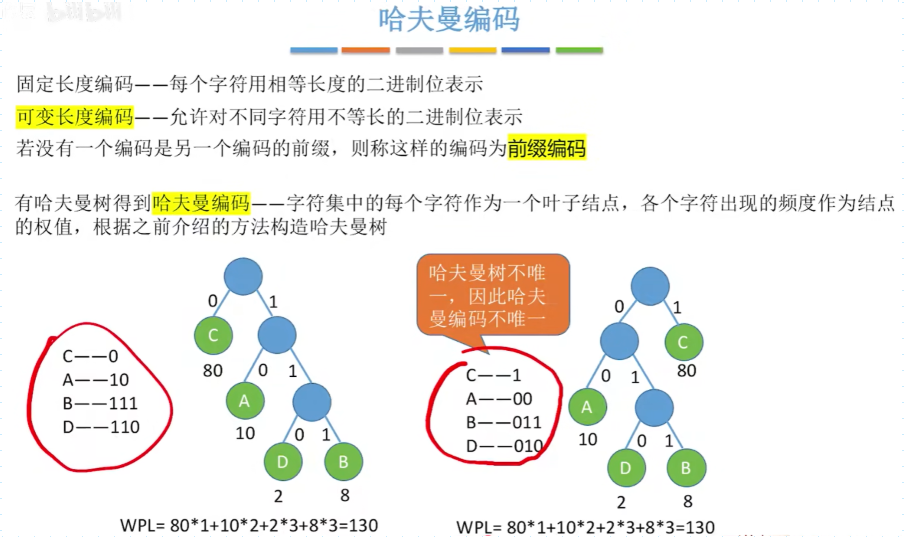 bilibili
哈夫曼编码
固定长度编码——每个字符用相等长度的二进制位表示
可变长度编码——允许对不同字符用不等长的二进制位表示
若没有一个编码是另一个编码的前缀，则称这样的编码为前缀编码
有哈夫曼树得到哈夫曼编码——字符集中的每个字符作为一个叶子结点，各个字符出现的频度作为结点
的权值，根据之前介绍的方法构造哈夫曼树
C——0
A——10
B——111
D——110
0 1
C
80
0 1
A
10
0 1
D B
2 8
WPL= 80*1+10*2+2*3+8*3=130
哈夫曼树不唯
一，因此哈夫
曼编码不唯一
C——1
A——00
B——011
D——010
0 1
C
80
0 1
A
10
0 1
D B
2 8
WPL= 80*1+10*2+2*3+8*3=130